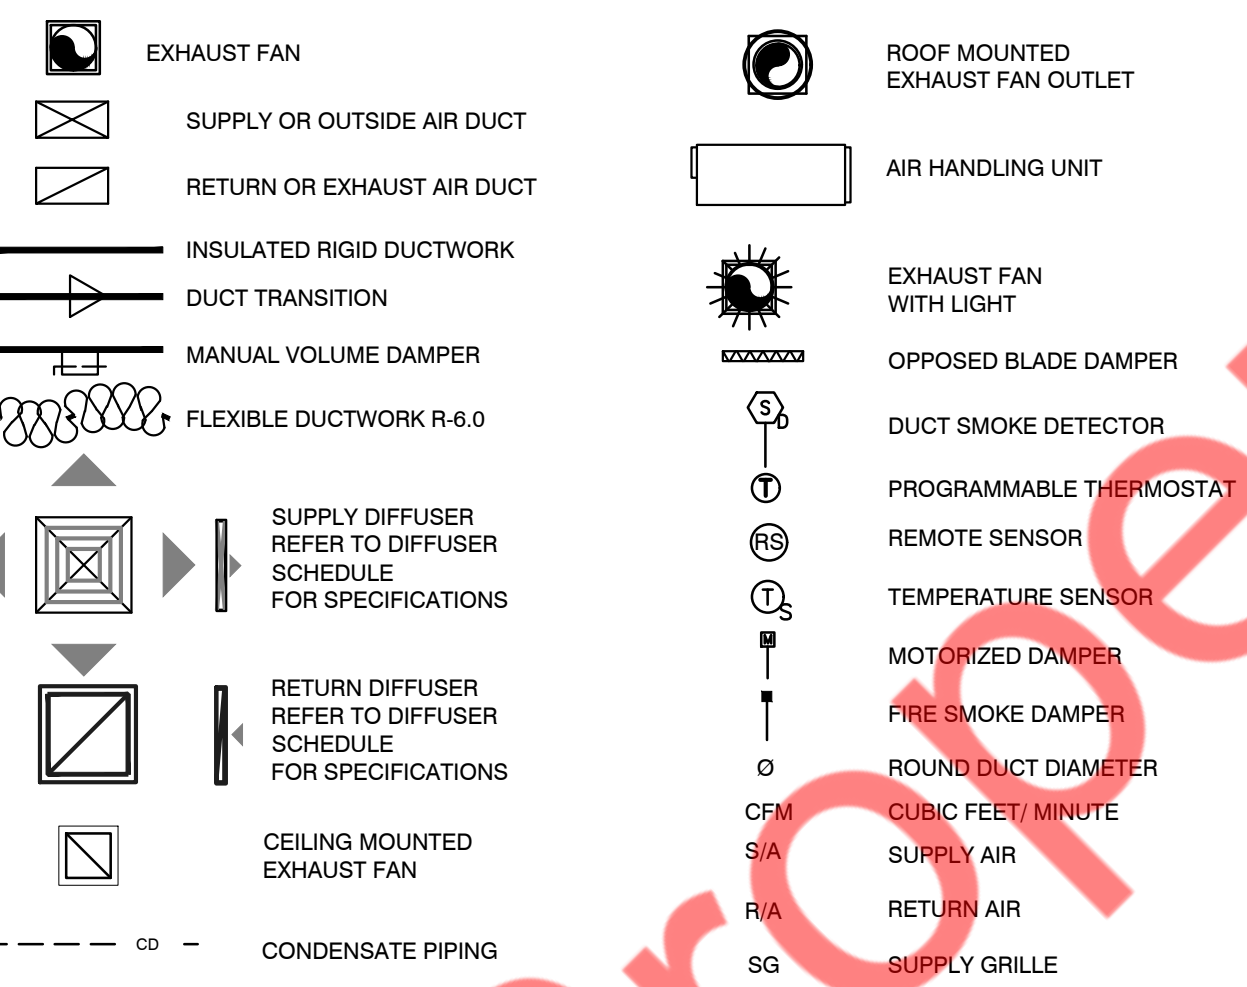 EXHAUST FAN
SUPPLY OR OUTSIDE AIR DUCT
RETURN OR EXHAUST AIR DUCT
INSULATED RIGID DUCTWORK
DUCT TRANSITION
MANUAL VOLUME DAMPER
FLEXIBLE DUCTWORK R-6.0
SUPPLY DIFFUSER
REFER TO DIFFUSER
SCHEDULE
FOR SPECIFICATIONS
RETURN DIFFUSER
REFER TO DIFFUSER
SCHEDULE
FOR SPECIFICATIONS
CEILING MOUNTED
EXHAUST FAN
CD CONDENSATE PIPING
ROOF MOUNTED
EXHAUST FAN OUTLET
AIR HANDLING UNIT
EXHAUST FAN
WITH LIGHT
OPPOSED BLADE DAMPER
S D DUCT SMOKE DETECTOR
T PROGRAMMABLE THERMOSTAT
RS REMOTE SENSOR
T S TEMPERATURE SENSOR
M MOTORIZED DAMPER
FIRE SMOKE DAMPER
Ø ROUND DUCT DIAMETER
CFM CUBIC FEET/ MINUTE
S/A SUPPLY AIR
R/A RETURN AIR
SG SUPPLY GRILLE
rope